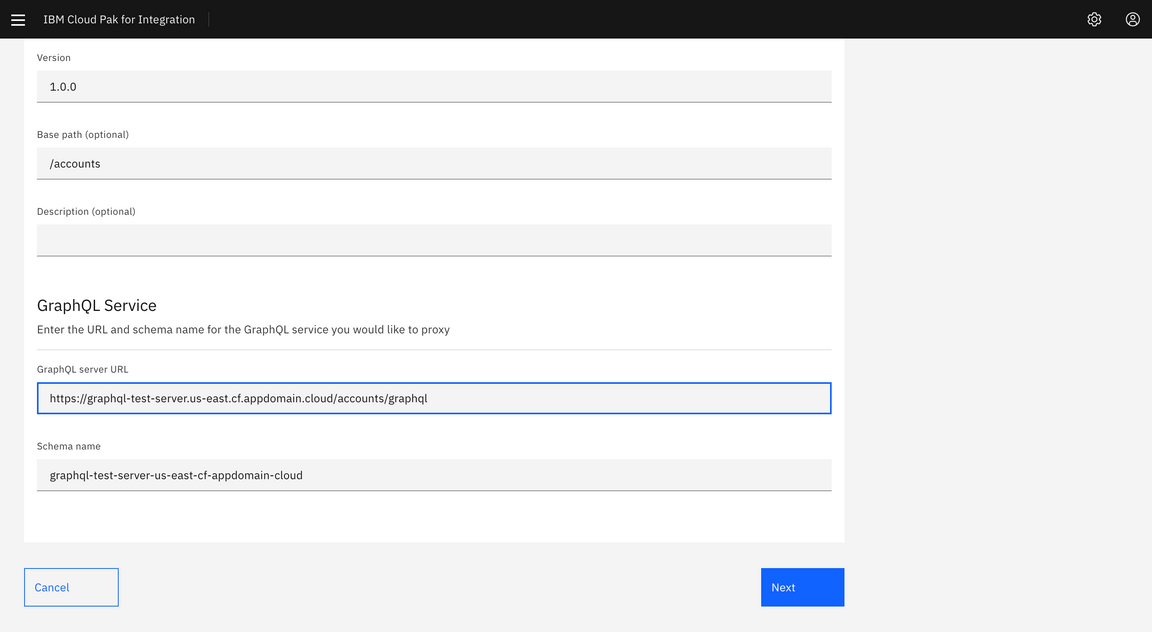 IBM Cloud Pak for Integration
Version
1.0.0
Base path (optional)
/accounts
Description (optional)
GraphQL Service
Enter the URL and schema name for the GraphQL service you would like to proxy
GraphQL server URL
https://graphql-test-server.us-east.cf.appdomain.cloud/accounts/graphql
Schema name
graphql-test-server-us-east-cf-appdomain-cloud
Cancel
Next